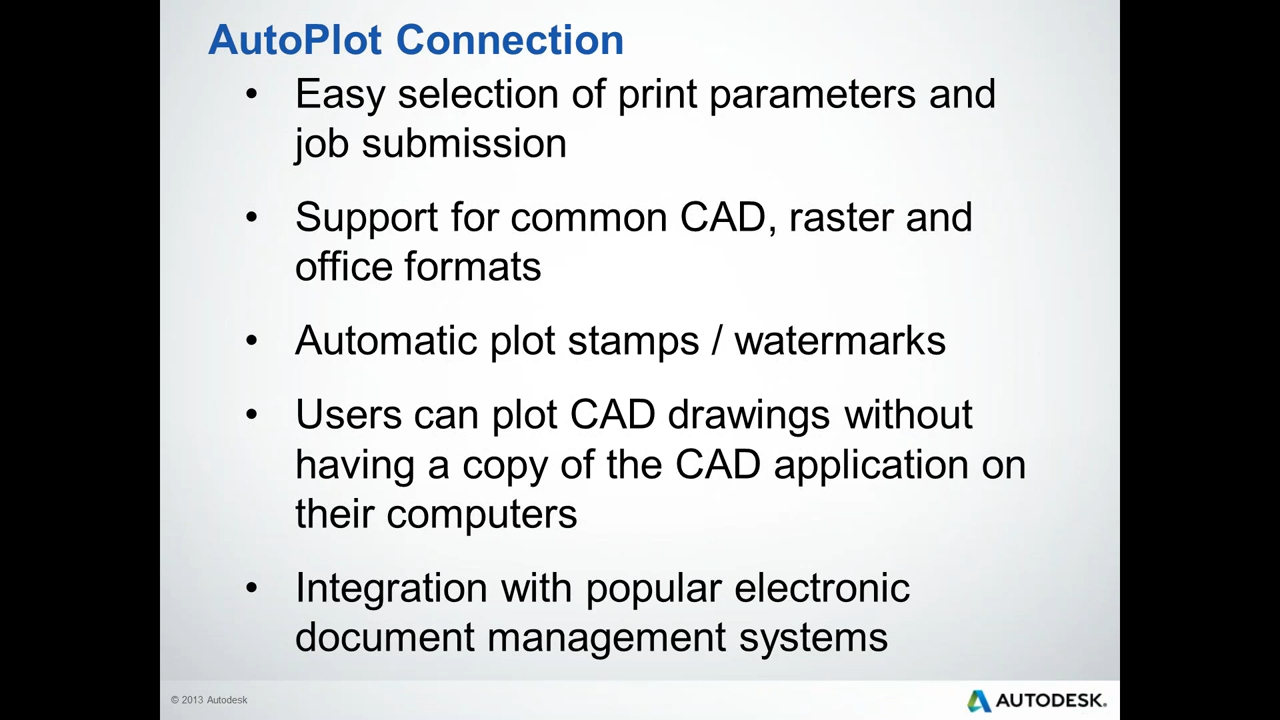 AutoPlot Connection
• Easy selection of print parameters and
job submission
• Support for common CAD, raster and
office formats
• Automatic plot stamps / watermarks
• Users can plot CAD drawings without
having a copy of the CAD application on
their computers
• Integration with popular electronic
document management systems
© 2013 Autodesk
AUTODESK.